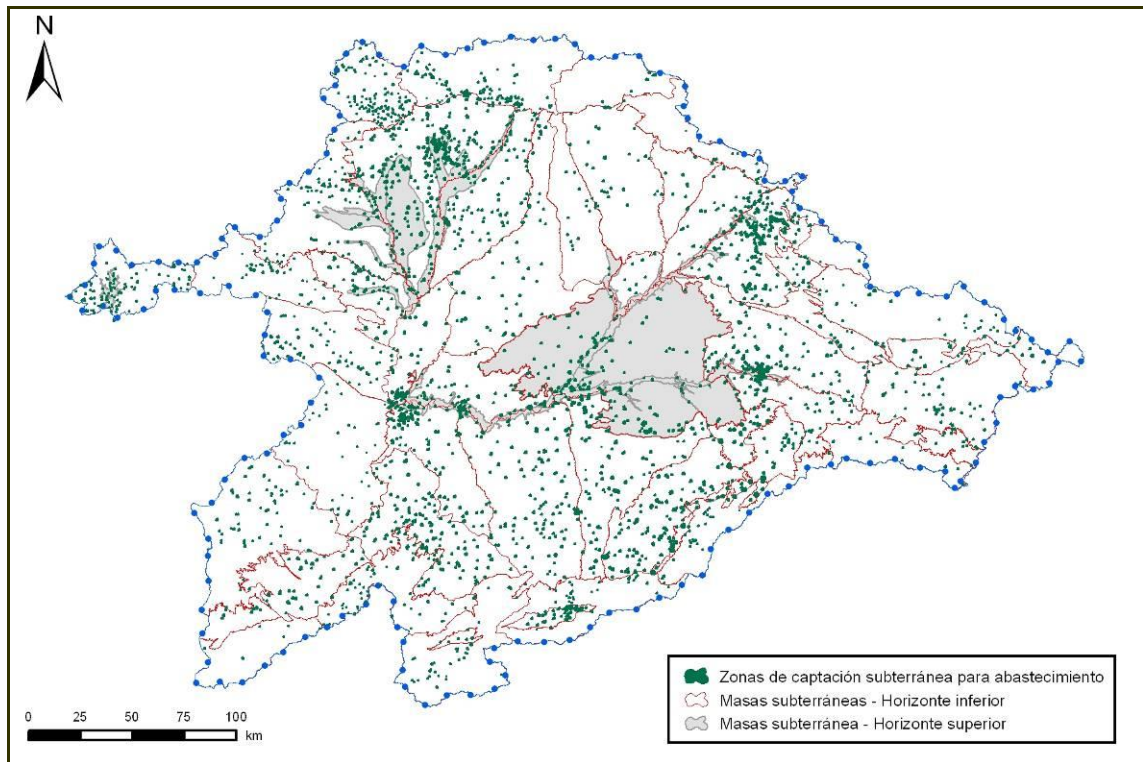 N
Zonas de captación subterránea para abastecimiento
Masas subterráneas - Horizonte inferior
Masas subterránea - Horizonte superior
0 25 50 75 100
km